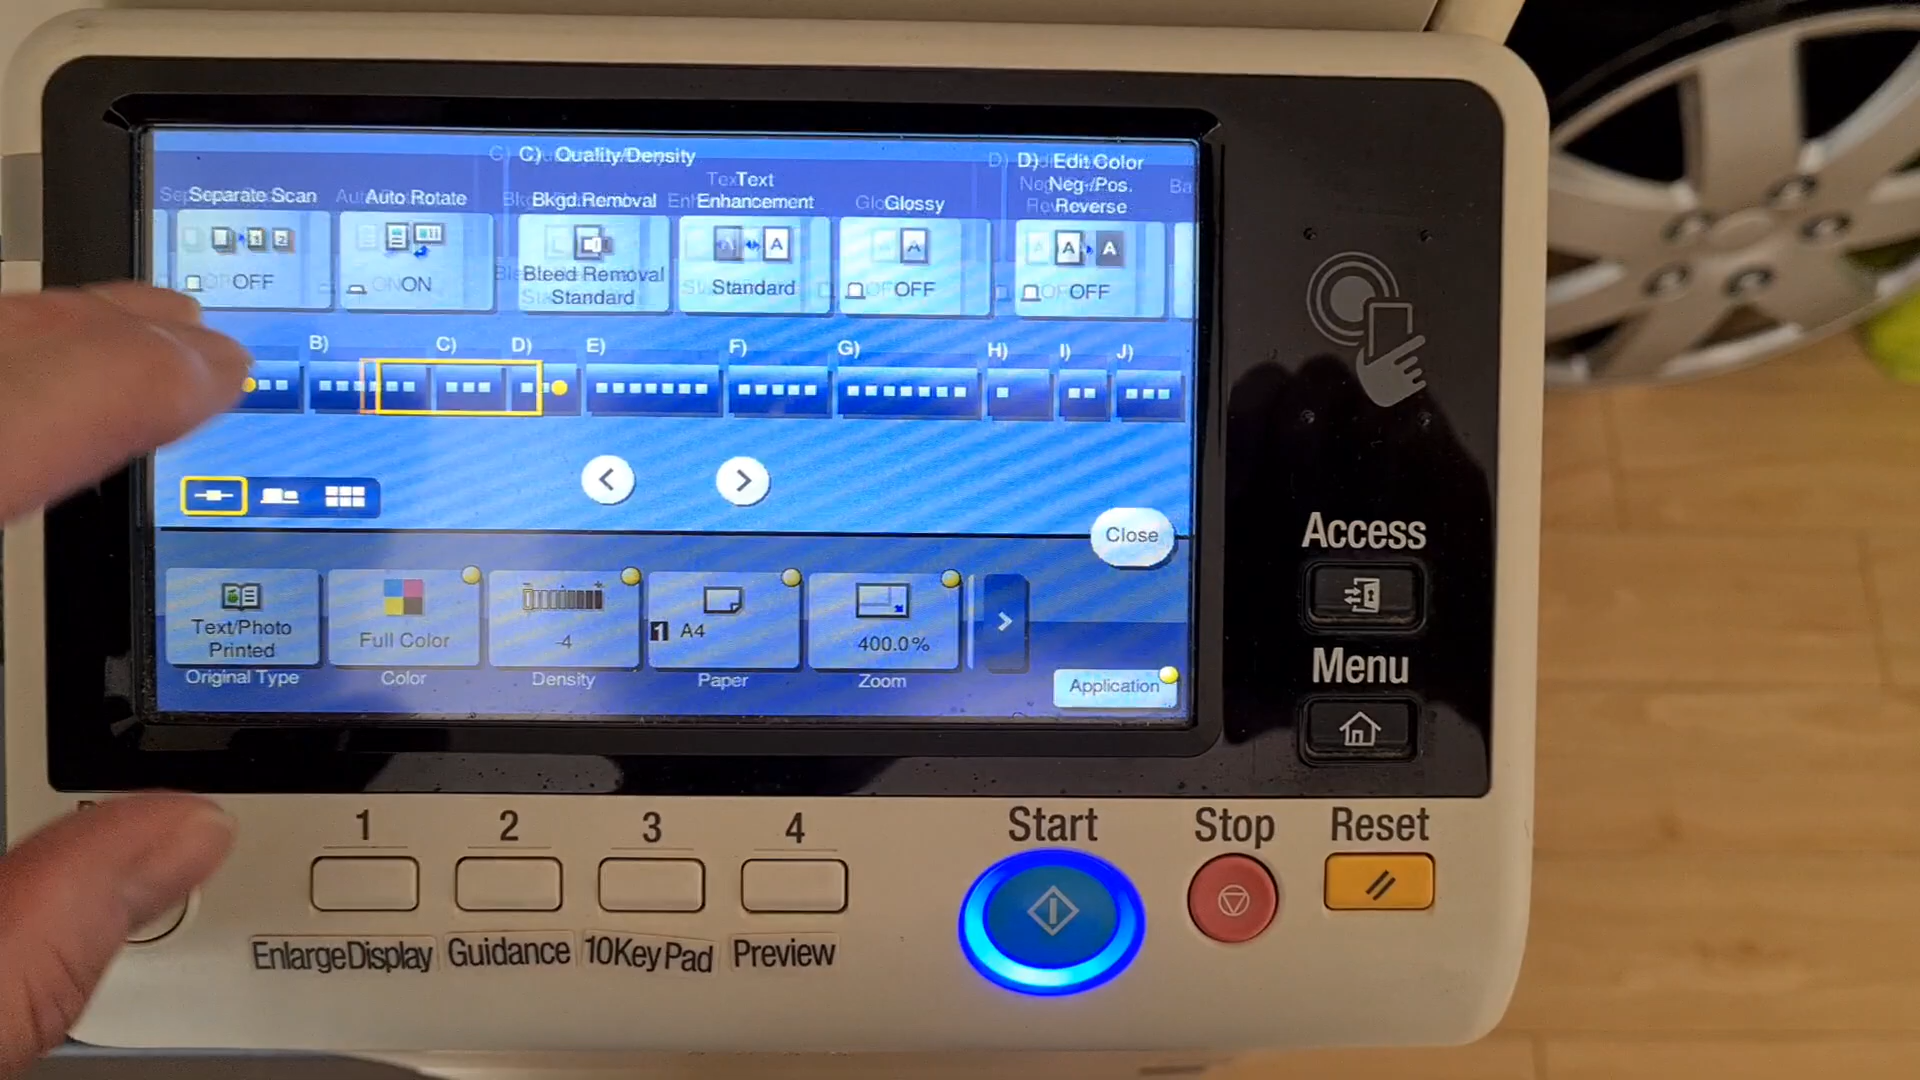 C) Quality/Density
D) Edit Color
Separate Scan
Auto Rotate
Bkgd.Removal
Text
Enhancement
Glossy
Neg-/Pos.
Reverse
OFF
ON
Bleed Removal
Standard
Standard
OFF
OFF
B)
C)
D)
E)
F)
G)
H)
I)
J)
Close
Text/Photo
Printed
Original Type
Full Color
Color
-4
Density
1 A4
Paper
400.0%
Zoom
Application
Access
Menu
1
2
3
4
Start
Stop
Reset
EnlargeDisplay
Guidance
10KeyPad
Preview